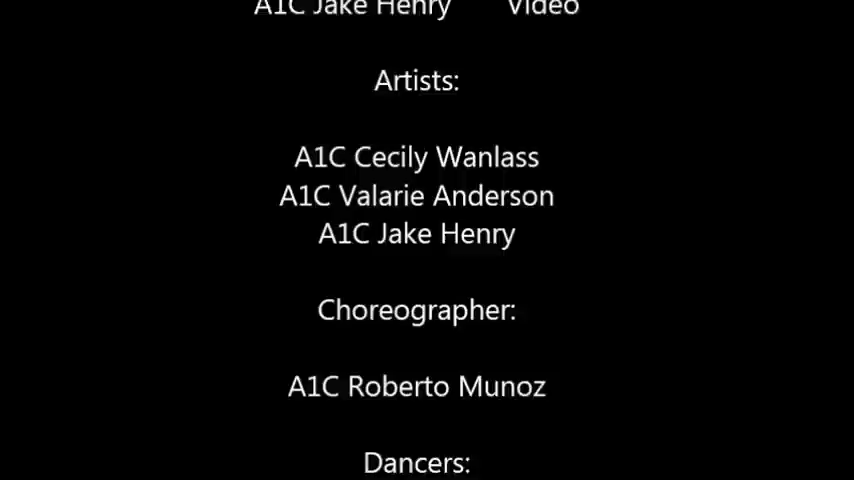 A1C Jake Henry Video
Artists:
A1C Cecily Wanlass
A1C Valarie Anderson
A1C Jake Henry
Choreographer:
A1C Roberto Munoz
Dancers: